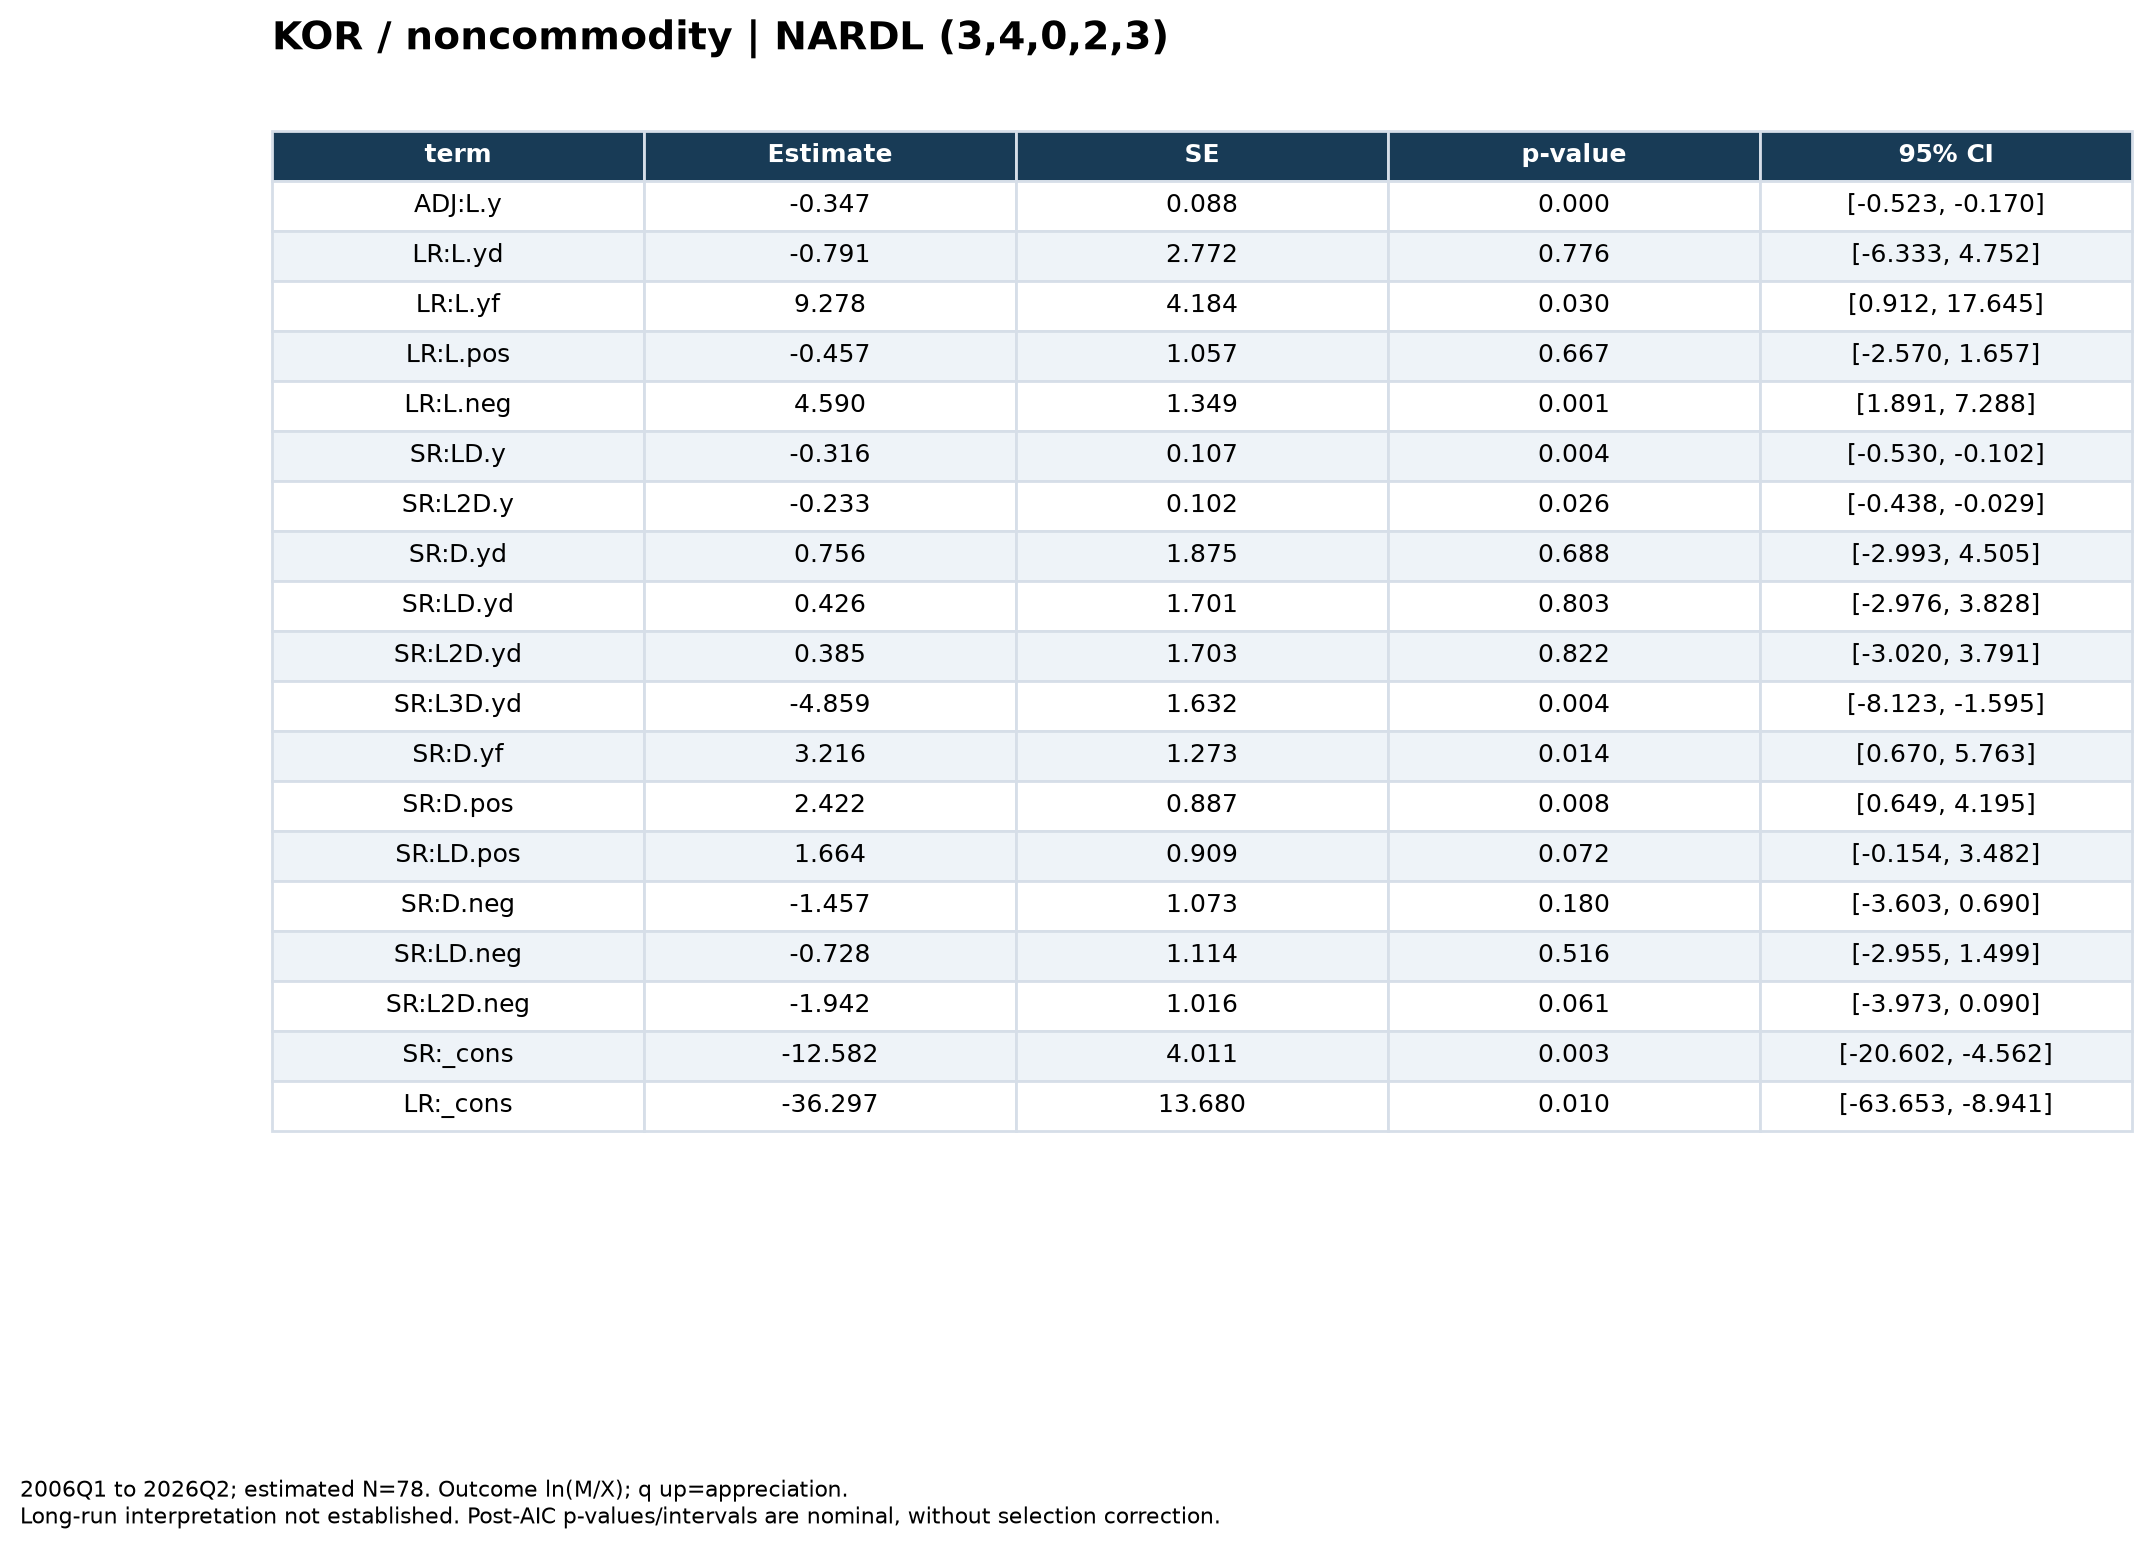 KOR / noncommodity | NARDL (3,4,0,2,3)
term Estimate SE p-value 95% CI
ADJ:L.y -0.347 0.088 0.000 [-0.523, -0.170]
LR:L.yd -0.791 2.772 0.776 [-6.333, 4.752]
LR:L.yf 9.278 4.184 0.030 [0.912, 17.645]
LR:L.pos -0.457 1.057 0.667 [-2.570, 1.657]
LR:L.neg 4.590 1.349 0.001 [1.891, 7.288]
SR:LD.y -0.316 0.107 0.004 [-0.530, -0.102]
SR:L2D.y -0.233 0.102 0.026 [-0.438, -0.029]
SR:D.yd 0.756 1.875 0.688 [-2.993, 4.505]
SR:LD.yd 0.426 1.701 0.803 [-2.976, 3.828]
SR:L2D.yd 0.385 1.703 0.822 [-3.020, 3.791]
SR:L3D.yd -4.859 1.632 0.004 [-8.123, -1.595]
SR:D.yf 3.216 1.273 0.014 [0.670, 5.763]
SR:D.pos 2.422 0.887 0.008 [0.649, 4.195]
SR:LD.pos 1.664 0.909 0.072 [-0.154, 3.482]
SR:D.neg -1.457 1.073 0.180 [-3.603, 0.690]
SR:LD.neg -0.728 1.114 0.516 [-2.955, 1.499]
SR:L2D.neg -1.942 1.016 0.061 [-3.973, 0.090]
SR:_cons -12.582 4.011 0.003 [-20.602, -4.562]
LR:_cons -36.297 13.680 0.010 [-63.653, -8.941]
2006Q1 to 2026Q2; estimated N=78. Outcome ln(M/X); q up=appreciation.
Long-run interpretation not established. Post-AIC p-values/intervals are nominal, without selection correction.